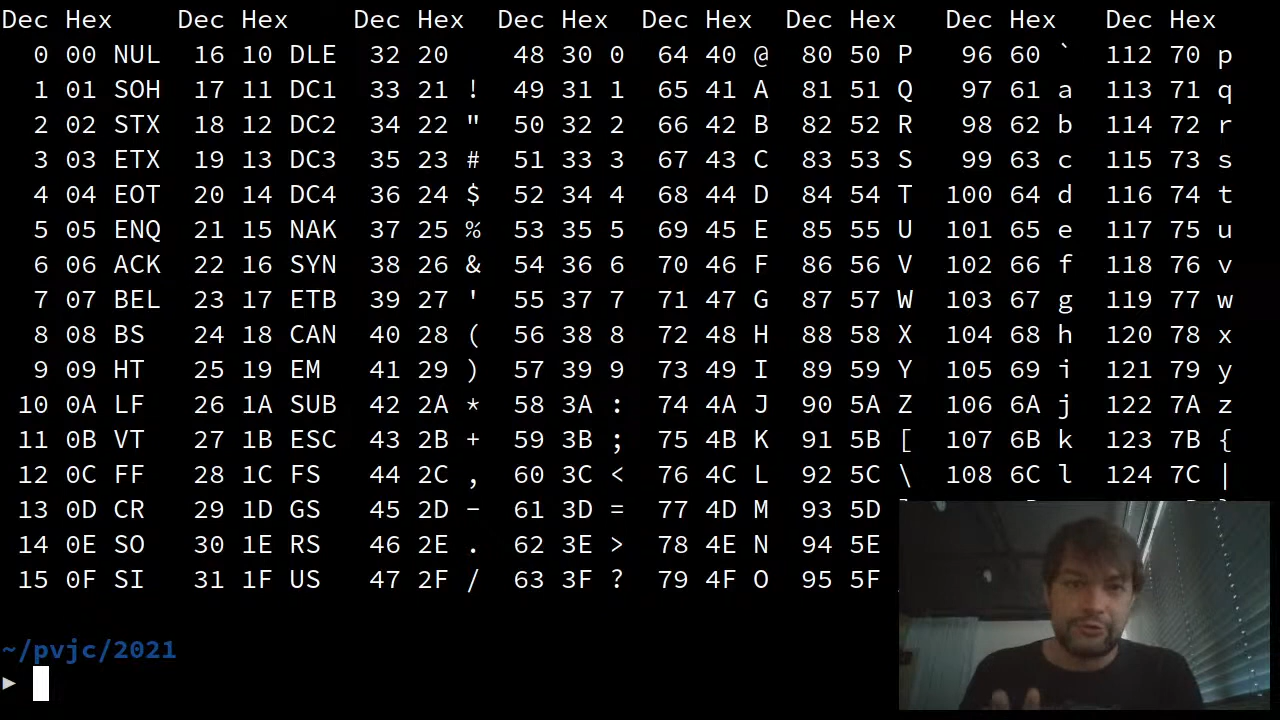 Dec Hex    Dec Hex    Dec Hex  Dec Hex  Dec Hex  Dec Hex   Dec Hex   Dec Hex
  0 00 NUL  16 10 DLE  32 20    48 30 0  64 40 @  80 50 P   96 60 `  112 70 p
  1 01 SOH  17 11 DC1  33 21 !  49 31 1  65 41 A  81 51 Q   97 61 a  113 71 q
  2 02 STX  18 12 DC2  34 22 "  50 32 2  66 42 B  82 52 R   98 62 b  114 72 r
  3 03 ETX  19 13 DC3  35 23 #  51 33 3  67 43 C  83 53 S   99 63 c  115 73 s
  4 04 EOT  20 14 DC4  36 24 $  52 34 4  68 44 D  84 54 T  100 64 d  116 74 t
  5 05 ENQ  21 15 NAK  37 25 %  53 35 5  69 45 E  85 55 U  101 65 e  117 75 u
  6 06 ACK  22 16 SYN  38 26 &  54 36 6  70 46 F  86 56 V  102 66 f  118 76 v
  7 07 BEL  23 17 ETB  39 27 '  55 37 7  71 47 G  87 57 W  103 67 g  119 77 w
  8 08 BS   24 18 CAN  40 28 (  56 38 8  72 48 H  88 58 X  104 68 h  120 78 x
  9 09 HT   25 19 EM   41 29 )  57 39 9  73 49 I  89 59 Y  105 69 i  121 79 y
 10 0A LF   26 1A SUB  42 2A *  58 3A :  74 4A J  90 5A Z  106 6A j  122 7A z
 11 0B VT   27 1B ESC  43 2B +  59 3B ;  75 4B K  91 5B [  107 6B k  123 7B {
 12 0C FF   28 1C FS   44 2C ,  60 3C <  76 4C L  92 5C \  108 6C l  124 7C |
 13 0D CR   29 1D GS   45 2D -  61 3D =  77 4D M  93 5D
 14 0E SO   30 1E RS   46 2E .  62 3E >  78 4E N  94 5E
 15 0F SI   31 1F US   47 2F /  63 3F ?  79 4F O  95 5F
~/pvjc/2021
▶